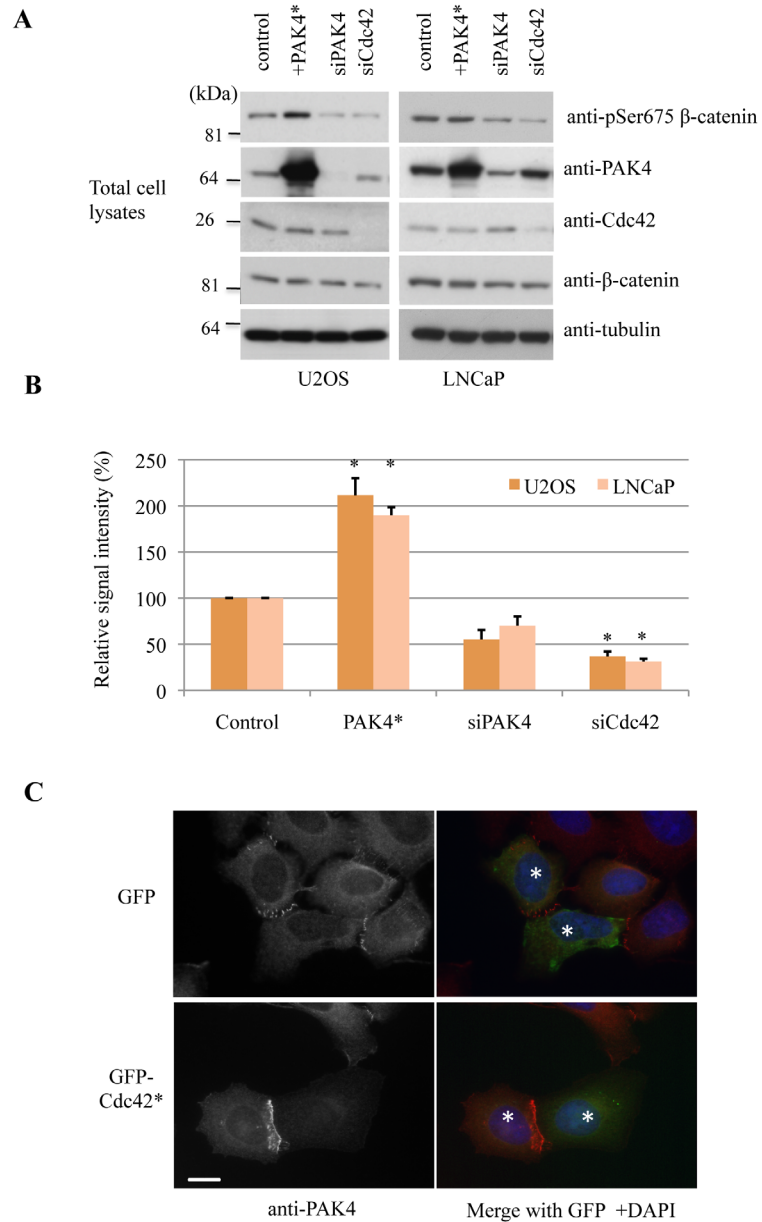 A
control
+PAK4*
siPAK4
siCdc42
control
+PAK4*
siPAK4
siCdc42
(kDa)
81
anti-pSer675 β-catenin
Total cell
lysates
64
anti-PAK4
26
anti-Cdc42
81
anti-β-catenin
64
anti-tubulin
U2OS
LNCaP
B
Relative signal intensity (%)
250
200
150
100
50
0
* *
U2OS
LNCaP
* *
Control
PAK4*
siPAK4
siCdc42
C
GFP
*
*
GFP-
Cdc42*
* *
anti-PAK4
Merge with GFP +DAPI